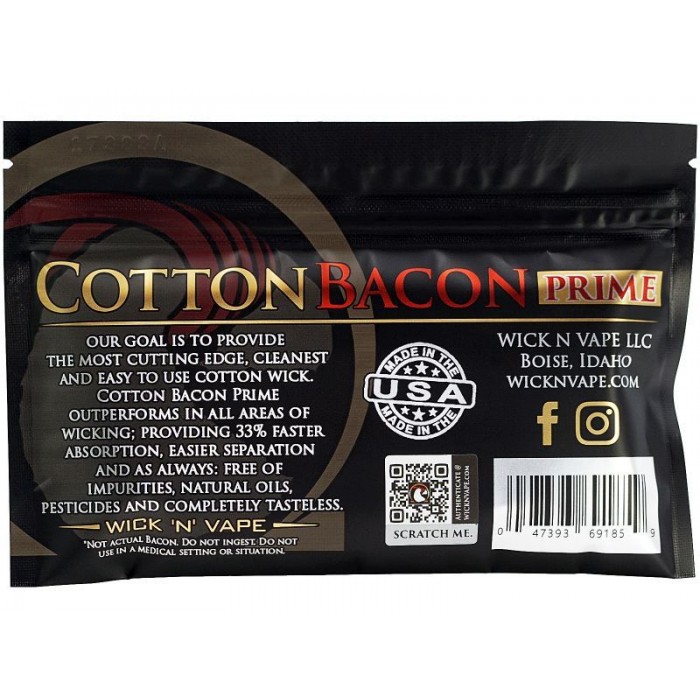 COTTON BACON PRIME
OUR GOAL IS TO PROVIDE
THE MOST CUTTING EDGE, CLEANEST
AND EASY TO USE COTTON WICK.
COTTON BACON PRIME
OUTPERFORMS IN ALL AREAS OF
WICKING; PROVIDING 33% FASTER
ABSORPTION, EASIER SEPARATION
AND AS ALWAYS: FREE OF
IMPURITIES, NATURAL OILS,
PESTICIDES AND COMPLETELY TASTELESS.
WICK 'N' VAPE
*NOT ACTUAL BACON. DO NOT INGEST. DO NOT
USE IN A MEDICAL SETTING OR SITUATION.
MADE IN THE
USA
MADE IN THE
AUTHENTICATE @
WICKNVAPE.COM
SCRATCH ME.
WICK N VAPE LLC
BOISE, IDAHO
WICKNVAPE.COM
0 47393 69185 9